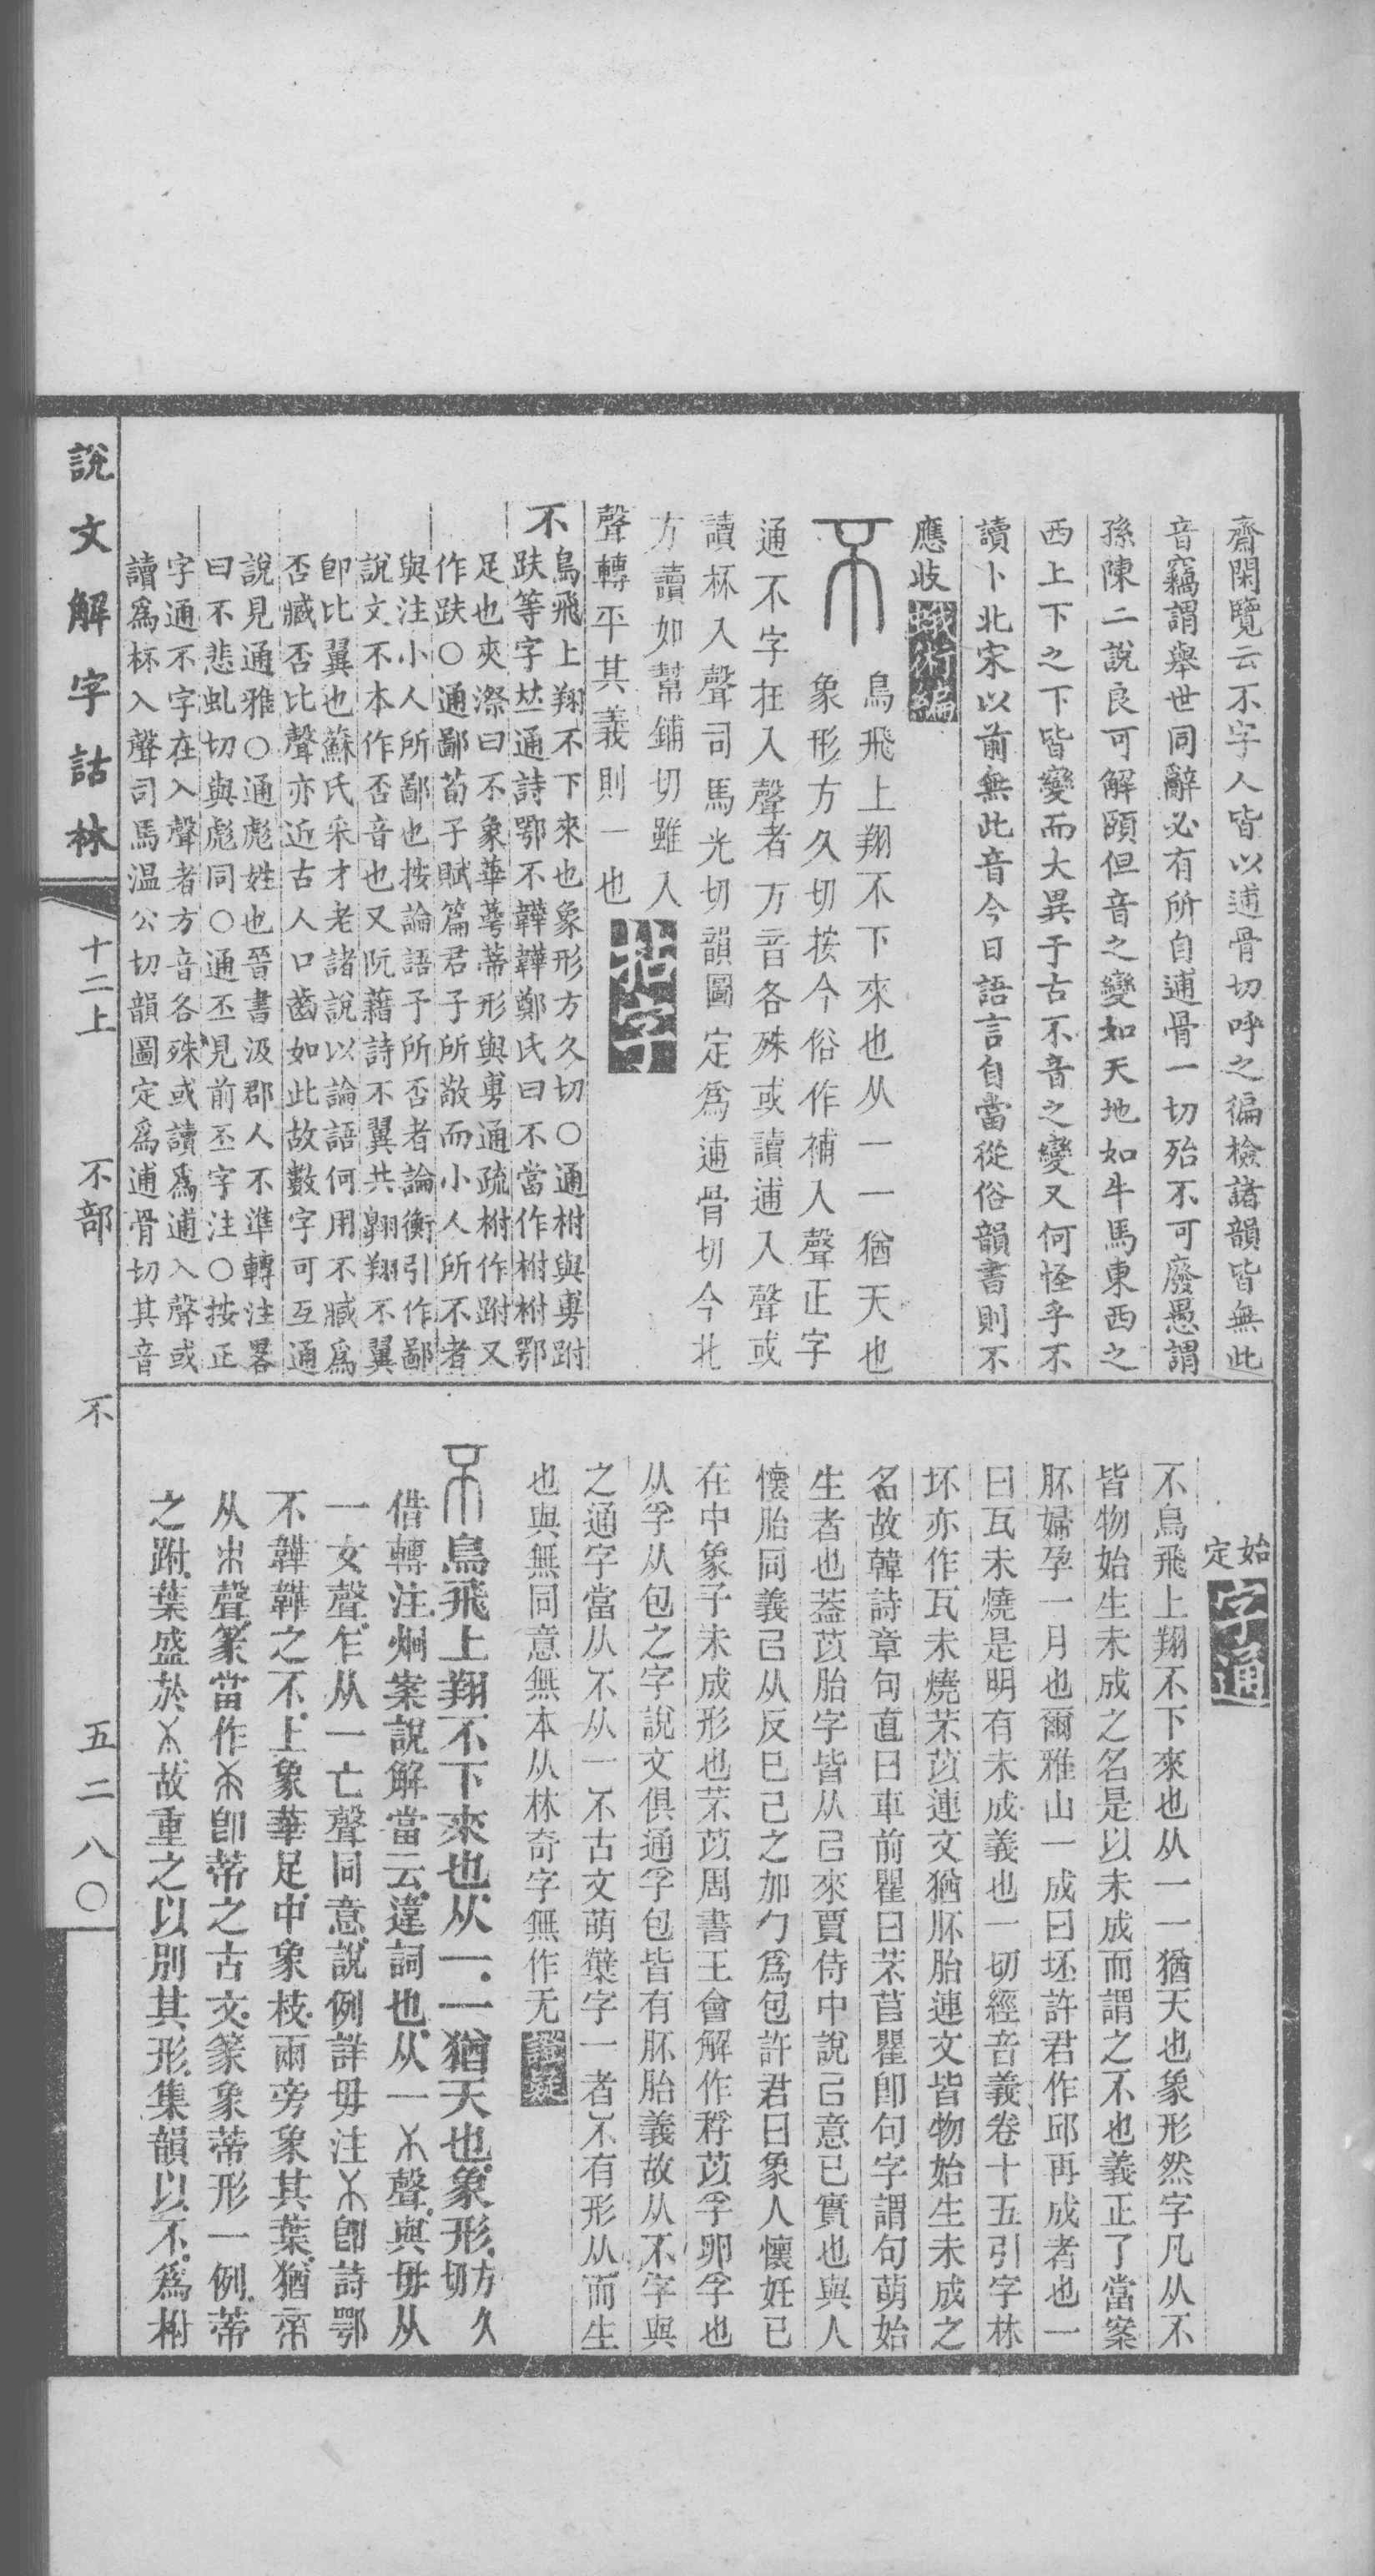 齋閑覽云不字人皆以逋骨切呼之徧檢諸韻皆無此
音竊謂舉世同辭必有所自逋骨一切殆不可廢愚謂
孫陳二說良可解頤但音之變如天地如牛馬東西之
西上下之下皆變而大異于古不音之變又何怪乎不
讀卜北宋以前無此音今日語言自當從俗韻書則不
應歧蛾術編
鳥飛上翔不下來也从一一猶天也
象形方久切按今俗作補入聲正字
通不字在入聲者方音各殊或讀逋入聲或
讀杯入聲司馬光切韻圖定爲逋骨切今北
方讀如幫鋪切雖入
聲轉平其義則一也拈字
不
鳥飛上翔不下來也象形方久切○通柎與旉跗
趺等字𠀤通詩鄂不韡韡鄭氏曰不當作柎柎鄂
足也夾漈曰不象華萼蒂形與旉通疏柎作跗又
作趺○通鄙荀子賦篇君子所敬而小人所不者
與注小人所鄙也按論語予所否者論衡引作鄙
說文不本作否音也又阮藉詩不翼共翱翔不翼
卽比翼也蘇氏釆才老諸說以論語何用不臧爲
否臧否比聲亦近古人口齒如此故數字可互通
說見通雅○通彪姓也晉書汲郡人不準轉注畧
曰不悲虬切與彪同○通丕見前丕字注○按正
字通不字在入聲者方音各殊或讀爲逋入聲或
讀爲杯入聲司馬温公切韻圖定爲逋骨切其音
始
定字通
不鳥飛上翔不下來也从一一猶天也象形然字凡从不
皆物始生未成之名是以未成而謂之不也義正了當案
肧婦孕一月也爾雅山一成曰坯許君作邱再成者也一
曰瓦未燒是明有未成義也一切經音義卷十五引字林
坏亦作瓦未燒芣苡連文猶肧胎連文皆物始生未成之
名故韓詩章句直曰車前瞿曰芣苢瞿卽句字謂句萌始
生者也葢苡胎字皆从㠯來賈侍中說㠯意已實也與人
懷胎同義㠯从反巳己之加勹爲包許君曰象人懷妊已
在中象子未成形也芣苡周書王會解作稃苡孚卵孚也
从孚从包之字說文俱通孚包皆有肧胎義故从不字與
之通字當从不从一不古文萌櫱字一者不有形从而生
也與無同意無本从林奇字無作无
鳥飛上翔不下來也从一一猶天也象形方久切
借轉注烱案說解當云違詞也从一聲與毋从
一女聲乍从一亡聲同意說例詳毋注卽詩鄂
不韡韡之不上象華足中象枝兩旁象其葉猶帝
从朿聲篆當作卽蒂之古文篆象蒂形一例蒂
之跗葉盛於故重之以別其形集韻以不爲柎
說文解字詁林 十二上 不部 不 五二八○